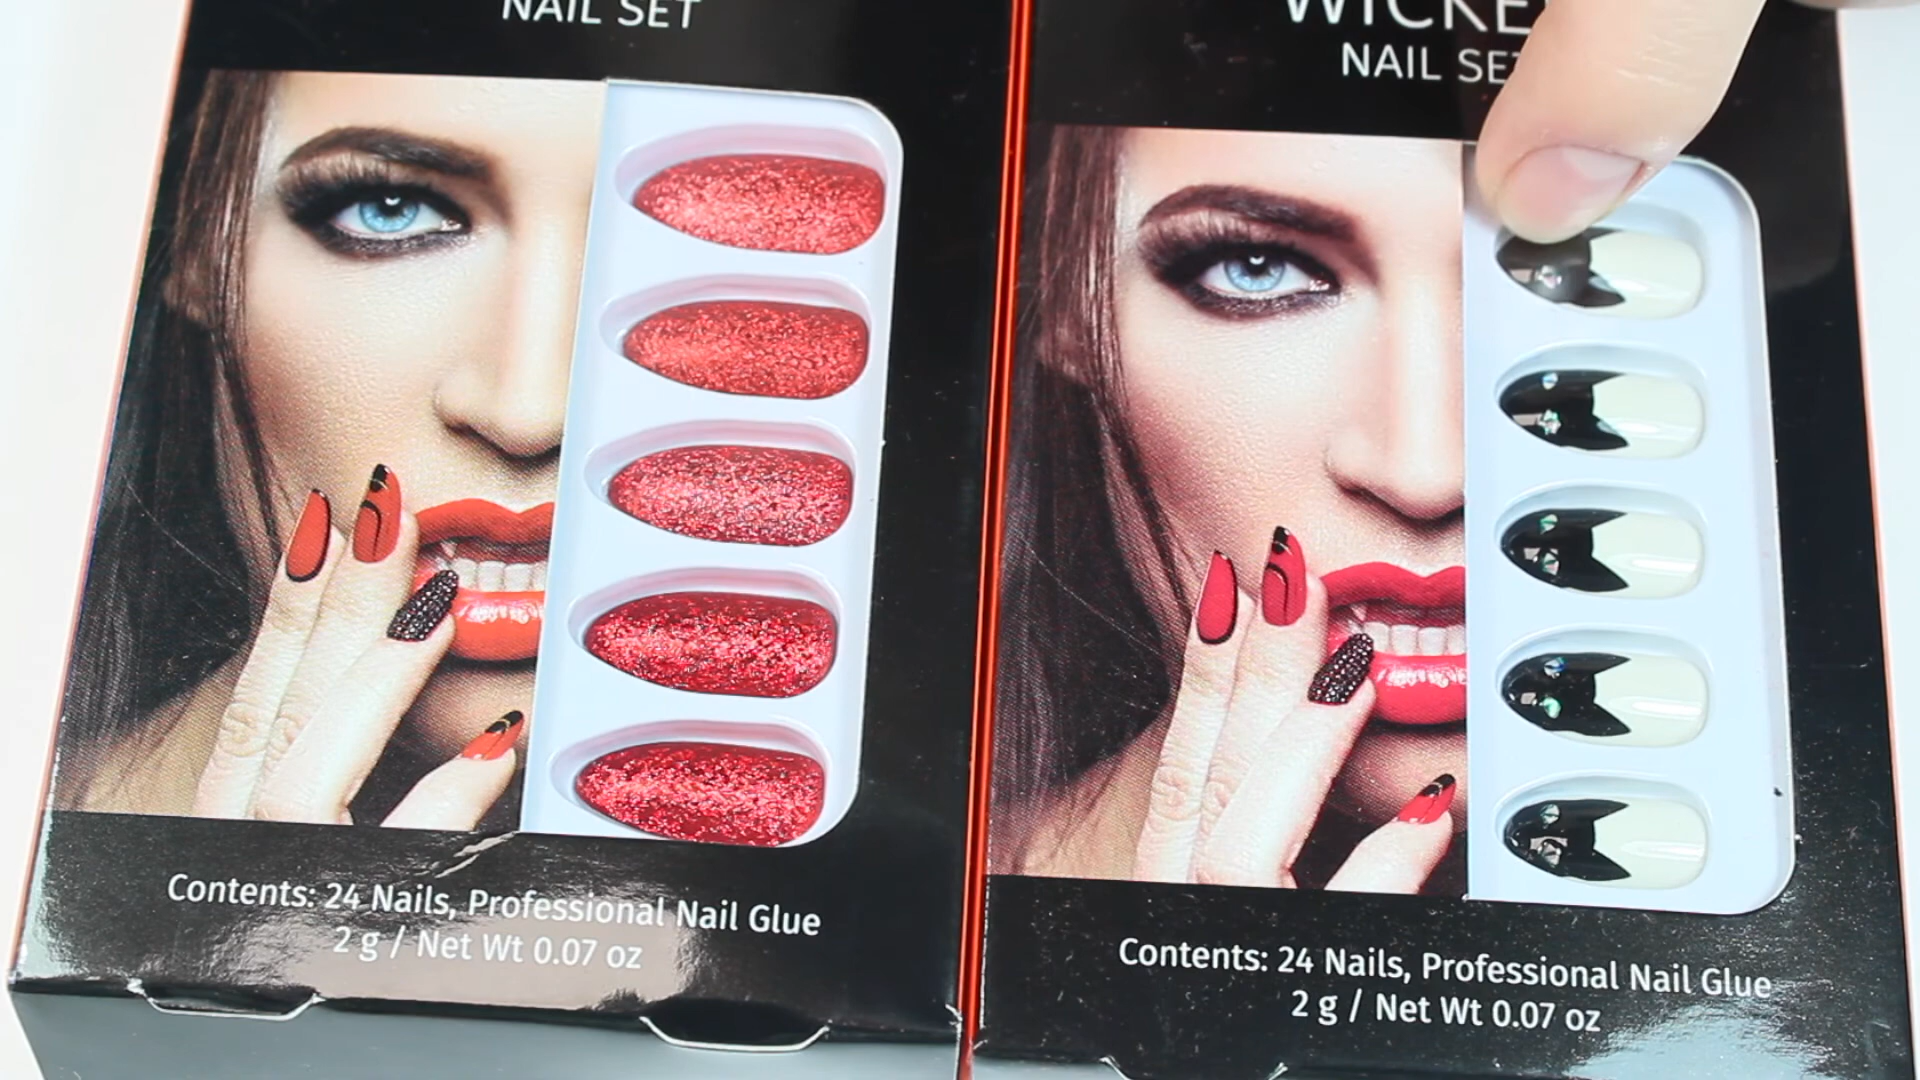 NAIL SET
Contents: 24 Nails, Professional Nail Glue
2 g / Net Wt 0.07 oz
NAIL SET
Contents: 24 Nails, Professional Nail Glue
2 g / Net Wt 0.07 oz